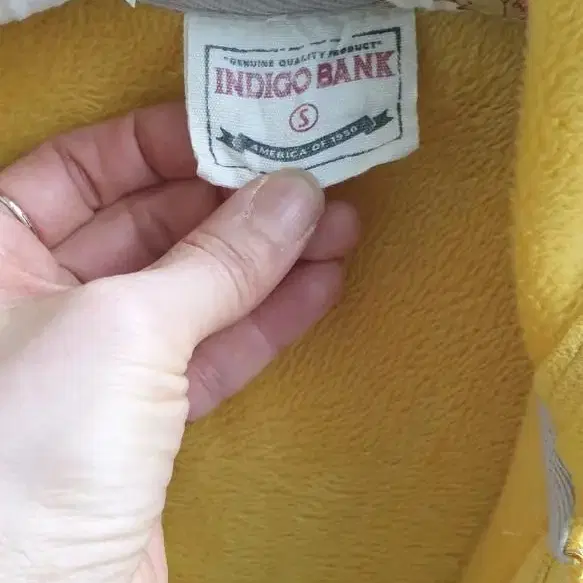 "GENUINE QUALITY PRODUCT"
INDIGO BANK
S
AMERICA OF 1950